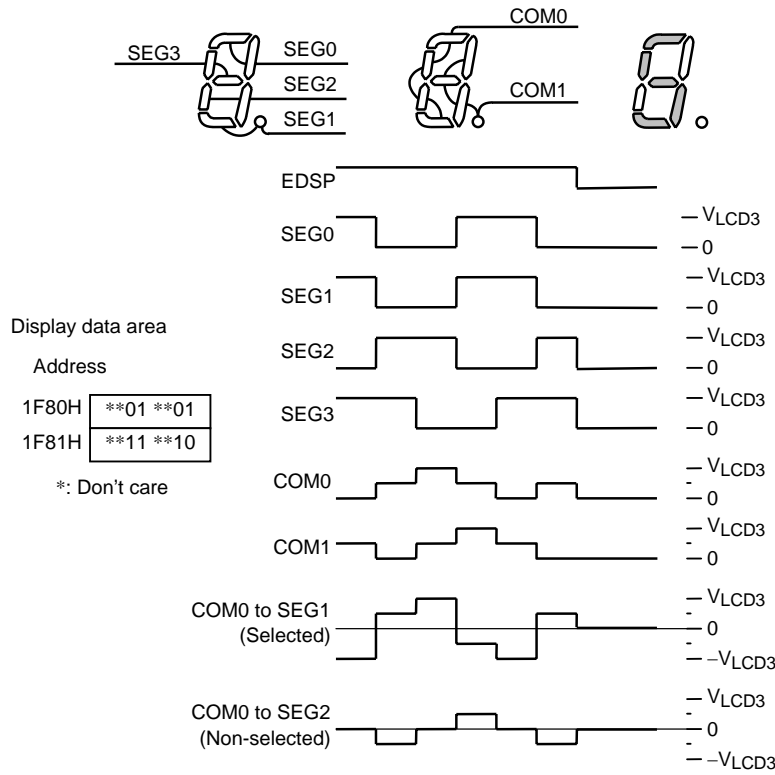 COM0
SEG3
SEG0
SEG2
COM1
SEG1
EDSP
VLCD3
SEG0
0
VLCD3
SEG1
0
Display data area
VLCD3
SEG2
Address
0
1F80H **01 **01
VLCD3
SEG3
0
1F81H **11 **10
VLCD3
*: Don't care
COM0
0
VLCD3
COM1
0
COM0 to SEG1
(Selected)
VLCD3
0
–VLCD3
COM0 to SEG2
(Non-selected)
VLCD3
0
–VLCD3